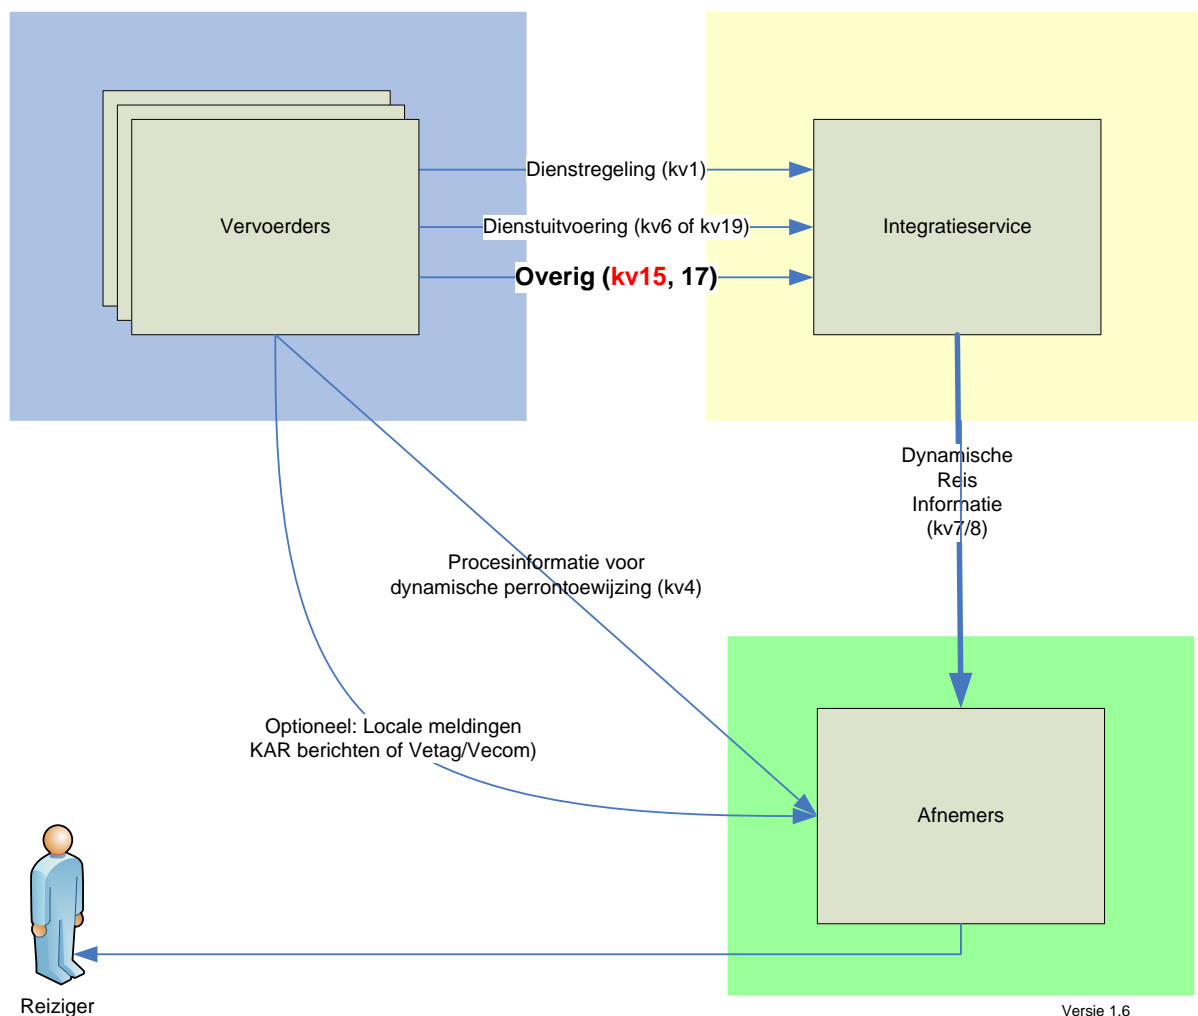 Dienstregeling (kv1)
Vervoerders
Dienstuitvoering (kv6 of kv19)
Integratieservice
Overig (kv15, 17)
Dynamische
Reis
Informatie
(kv7/8)
Procesinformatie voor
dynamische perrontoewijzing (kv4)
Optioneel: Locale meldingen
KAR berichten of Vetag/Vecom)
Afnemers
Reiziger
Versie 1.6